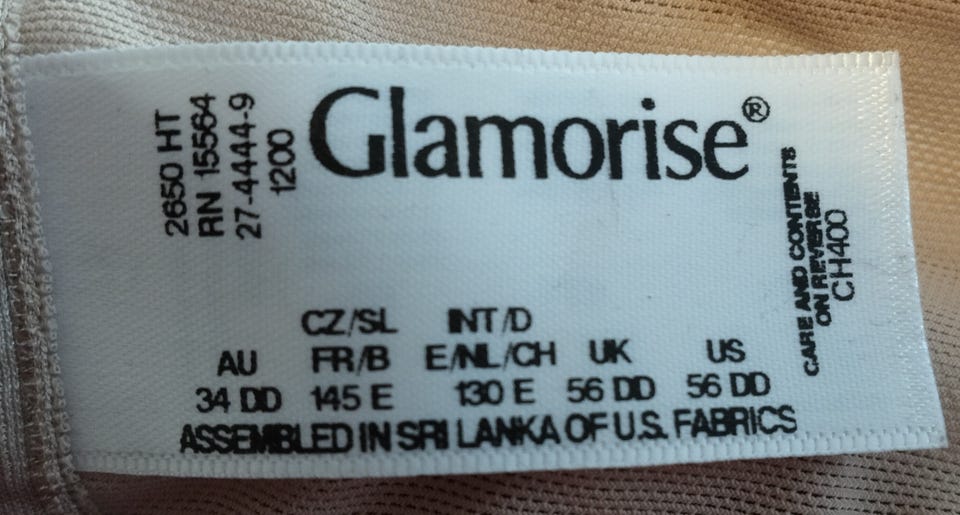 2650 HT
RN 15564
27-4444-9
1200
Glamorise®
CARE AND CONTENTS
ON REVERSE
CH400
CZ/SL INT/D
AU FR/B E/NL/CH UK US
34 DD 145 E 130 E 56 DD 56 DD
ASSEMBLED IN SRI LANKA OF U.S. FABRICS